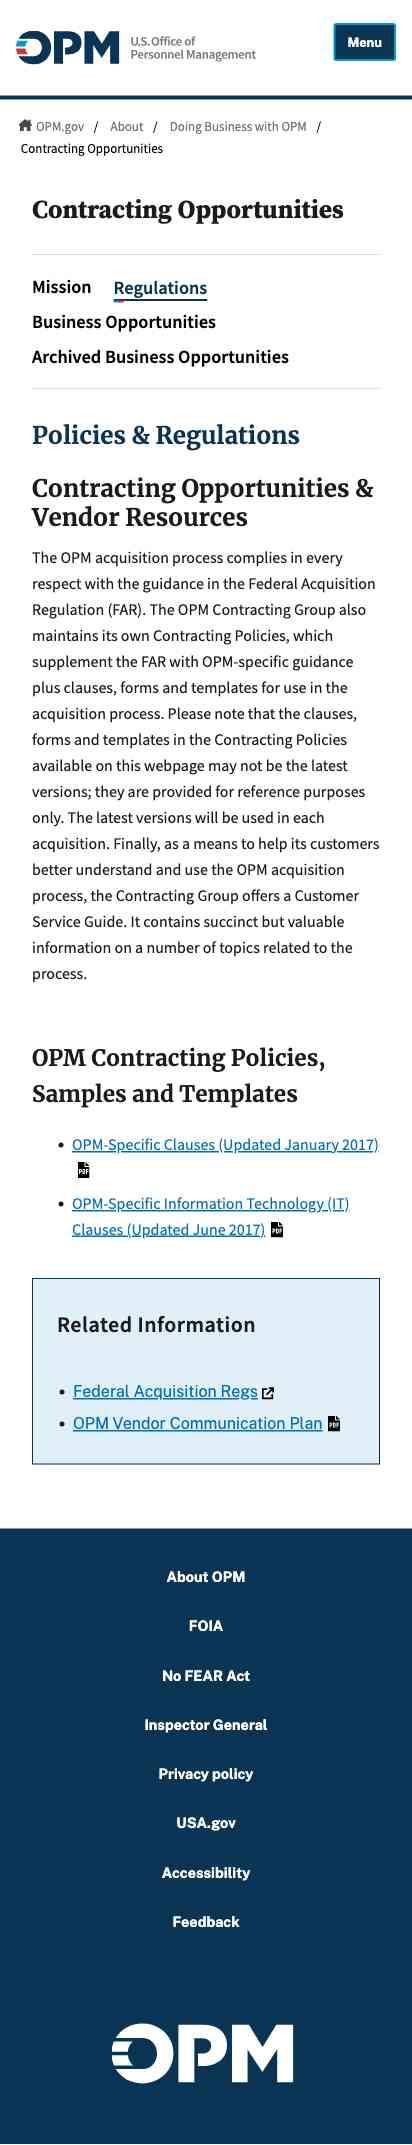 OPM U.S. Office of
Personnel Management
Menu
OPM.gov / About / Doing Business with OPM /
Contracting Opportunities
Contracting Opportunities
Mission Regulations
Business Opportunities
Archived Business Opportunities
Policies & Regulations
Contracting Opportunities &
Vendor Resources
The OPM acquisition process complies in every
respect with the guidance in the Federal Acquisition
Regulation (FAR). The OPM Contracting Group also
maintains its own Contracting Policies, which
supplement the FAR with OPM-specific guidance
plus clauses, forms and templates for use in the
acquisition process. Please note that the clauses,
forms and templates in the Contracting Policies
available on this webpage may not be the latest
versions; they are provided for reference purposes
only. The latest versions will be used in each
acquisition. Finally, as a means to help its customers
better understand and use the OPM acquisition
process, the Contracting Group offers a Customer
Service Guide. It contains succinct but valuable
information on a number of topics related to the
process.
OPM Contracting Policies,
Samples and Templates
• OPM-Specific Clauses (Updated January 2017)
PDF
• OPM-Specific Information Technology (IT)
Clauses (Updated June 2017) PDF
Related Information
• Federal Acquisition Regs
• OPM Vendor Communication Plan PDF
About OPM
FOIA
No FEAR Act
Inspector General
Privacy policy
USA.gov
Accessibility
Feedback
OPM